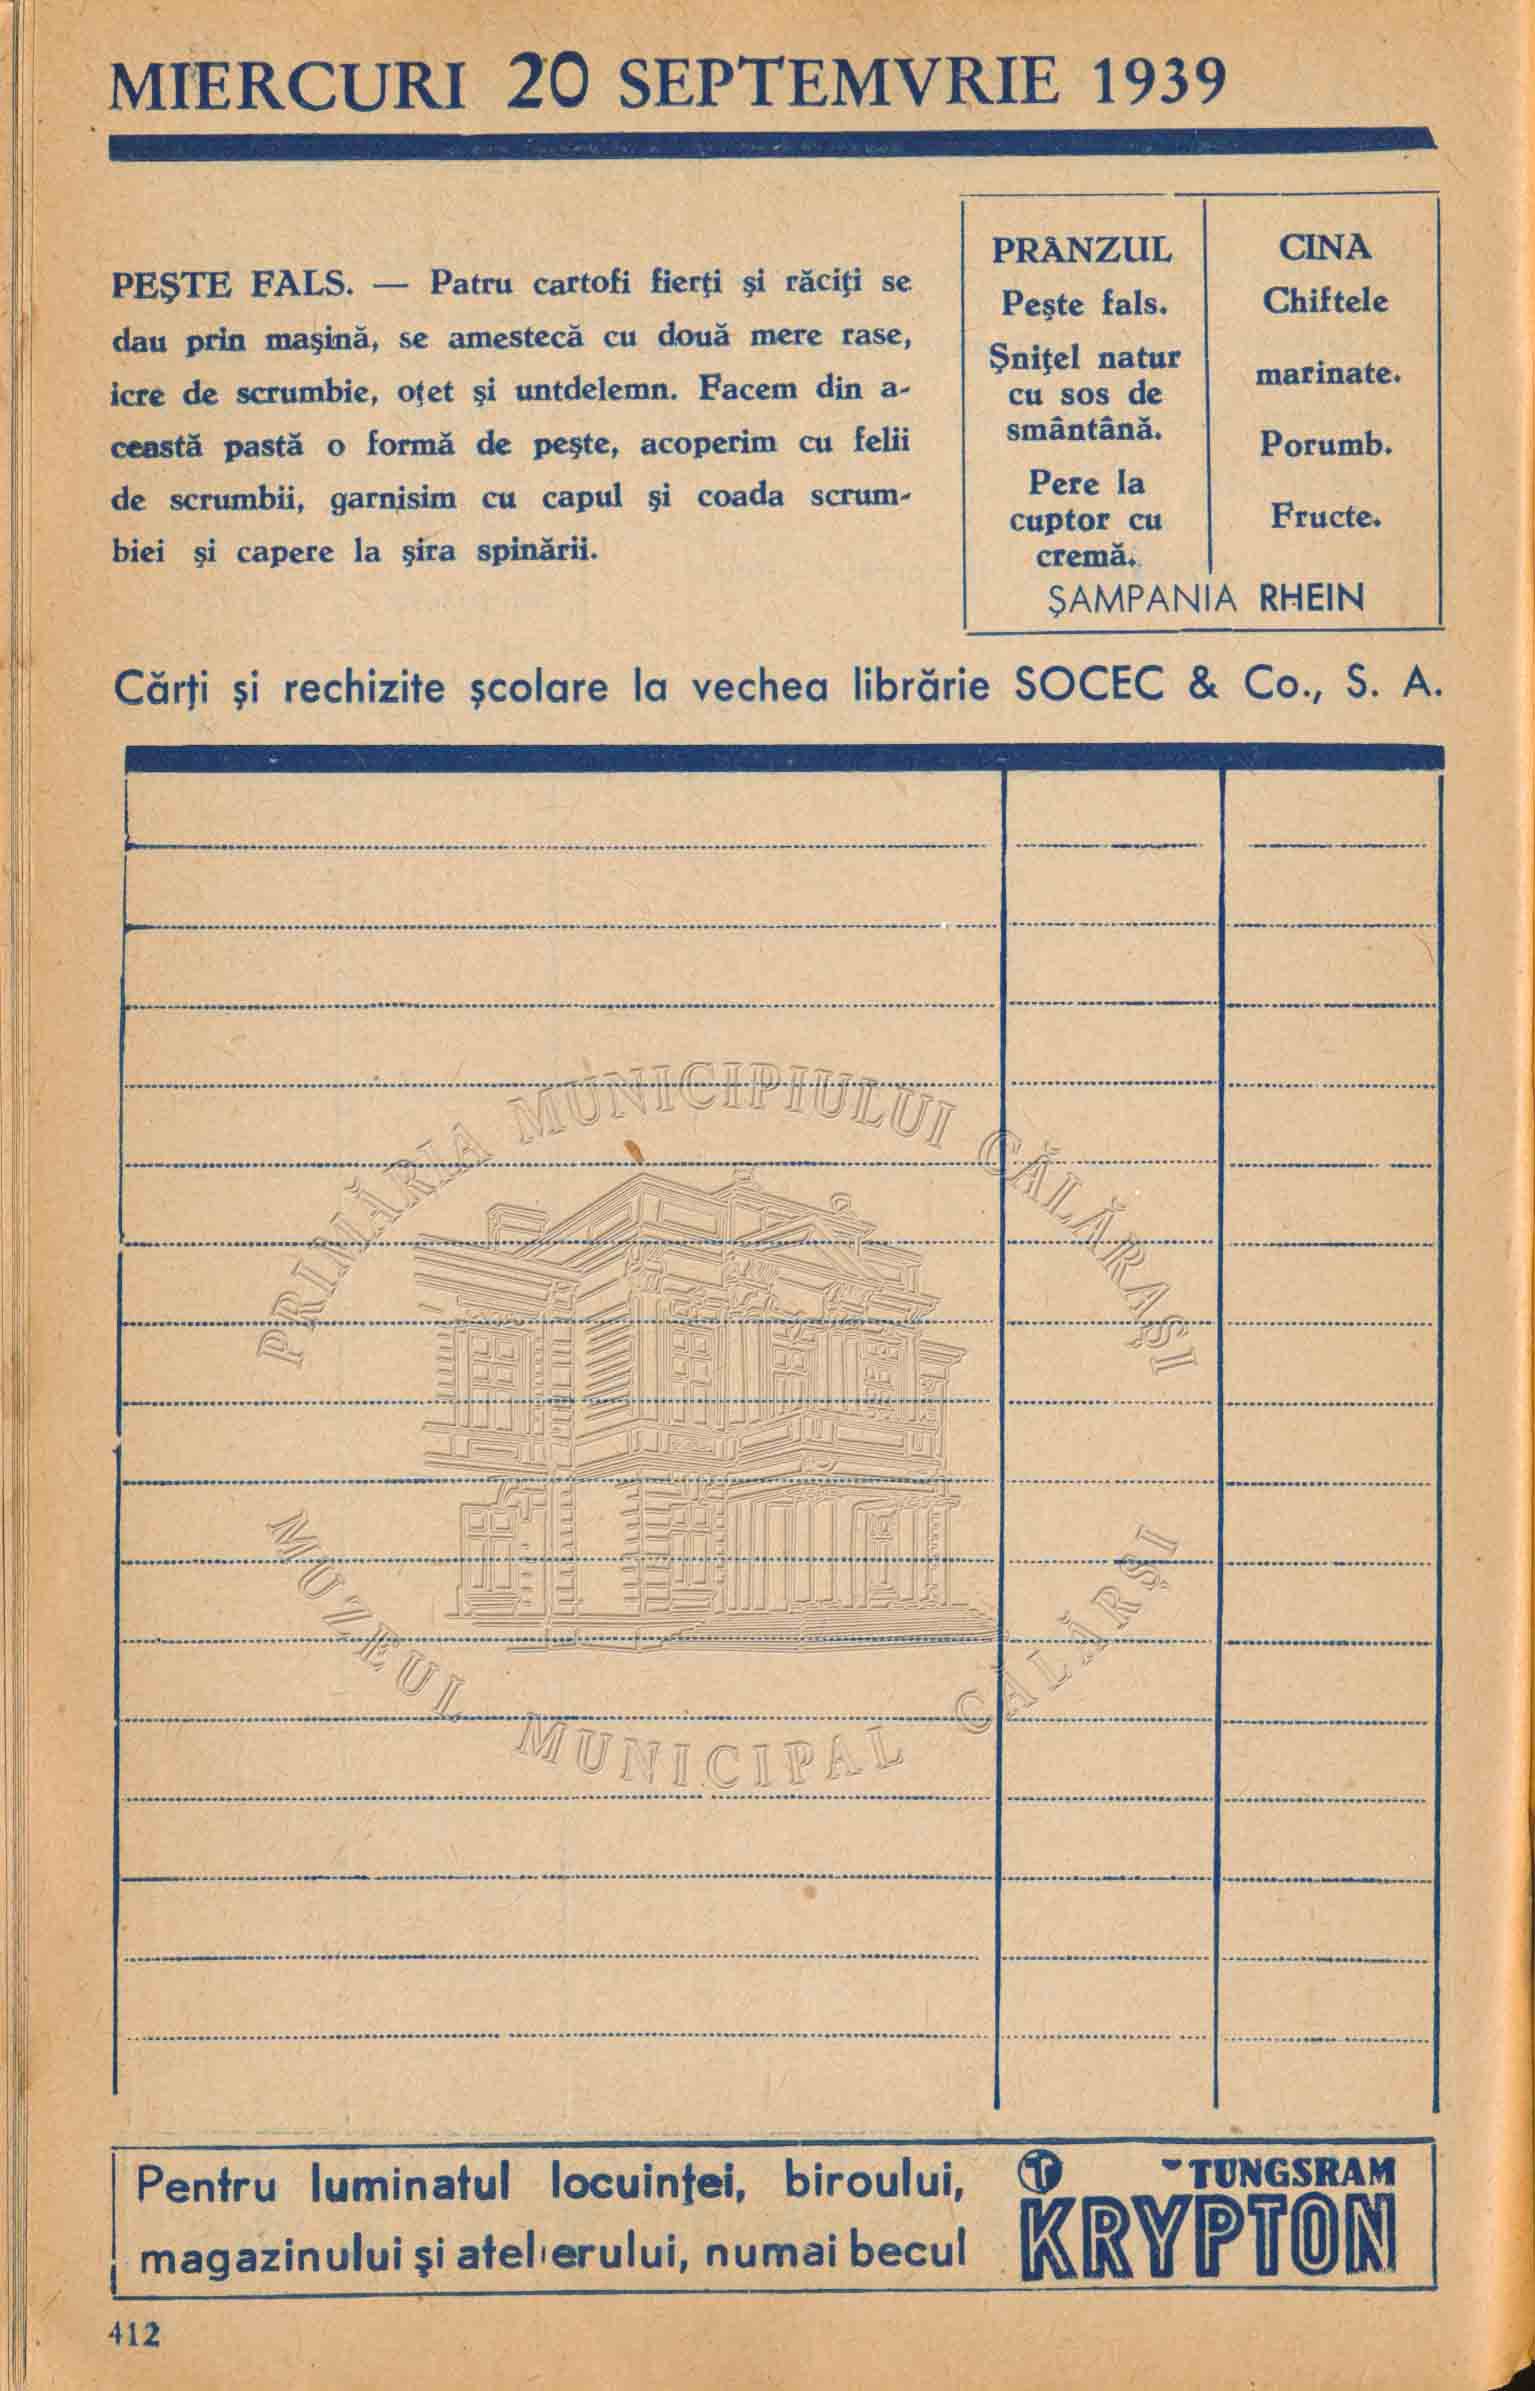 MIERCURI 20 SEPTEMVRIE 1939
PEŞTE FALS. — Patru cartofi fierţi şi răciţi se
dau prin maşină, se amestecă cu două mere rase,
icre de scrumbie, oţet şi untdelemn. Facem din a-
ceastă pastă o formă de peşte, acoperim cu felii
de scrumbii, garnisim cu capul şi coada scrum-
biei şi capere la şira spinării.
PRÂNZUL
Peşte fals.
Şniţel natur
cu sos de
smântână.
Pere la
cuptor cu
cremă.
CINA
Chiftele
marinate.
Porumb.
Fructe.
ŞAMPANIA RHEIN
Cărţi şi rechizite şcolare la vechea librărie SOCEC & Co., S. A.
PRIMĂRIA MUNICIPIULUI CĂLĂRAŞI
MUZEUL MUNICIPAL CĂLĂRŞI
Pentru luminatul locuinţei, biroului,
magazinului şi atelierului, numai becul
T TUNGSRAM
KRYPTON
412